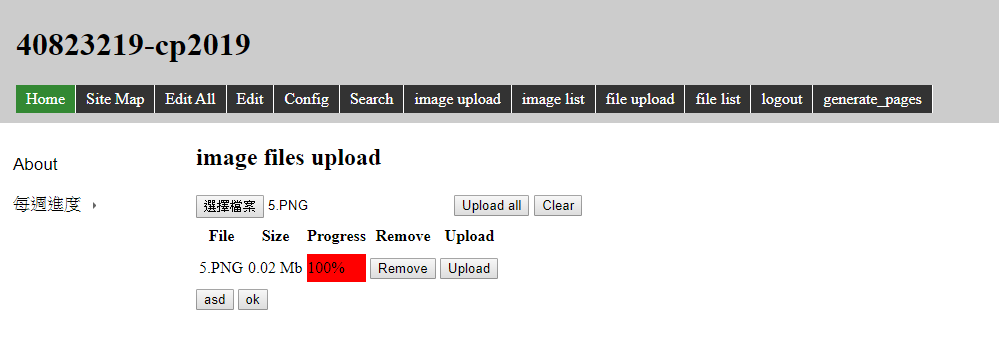 40823219-cp2019
Home Site Map Edit All Edit Config Search image upload image list file upload file list logout generate_pages
About
每週進度
image files upload
選擇檔案 5.PNG Upload all Clear
File Size Progress Remove Upload
5.PNG 0.02 Mb 100% Remove Upload
asd ok